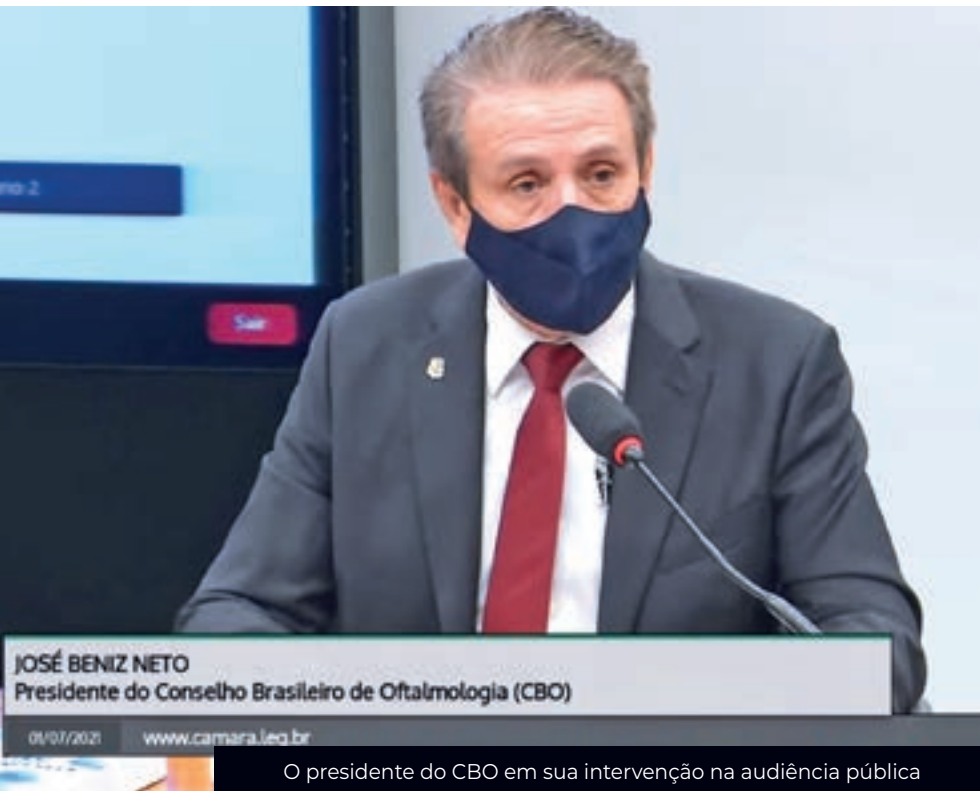 Sair
JOSÉ BENIZ NETO
Presidente do Conselho Brasileiro de Oftalmologia (CBO)
01/07/2021
www.camara.leg.br
O presidente do CBO em sua intervenção na audiência pública